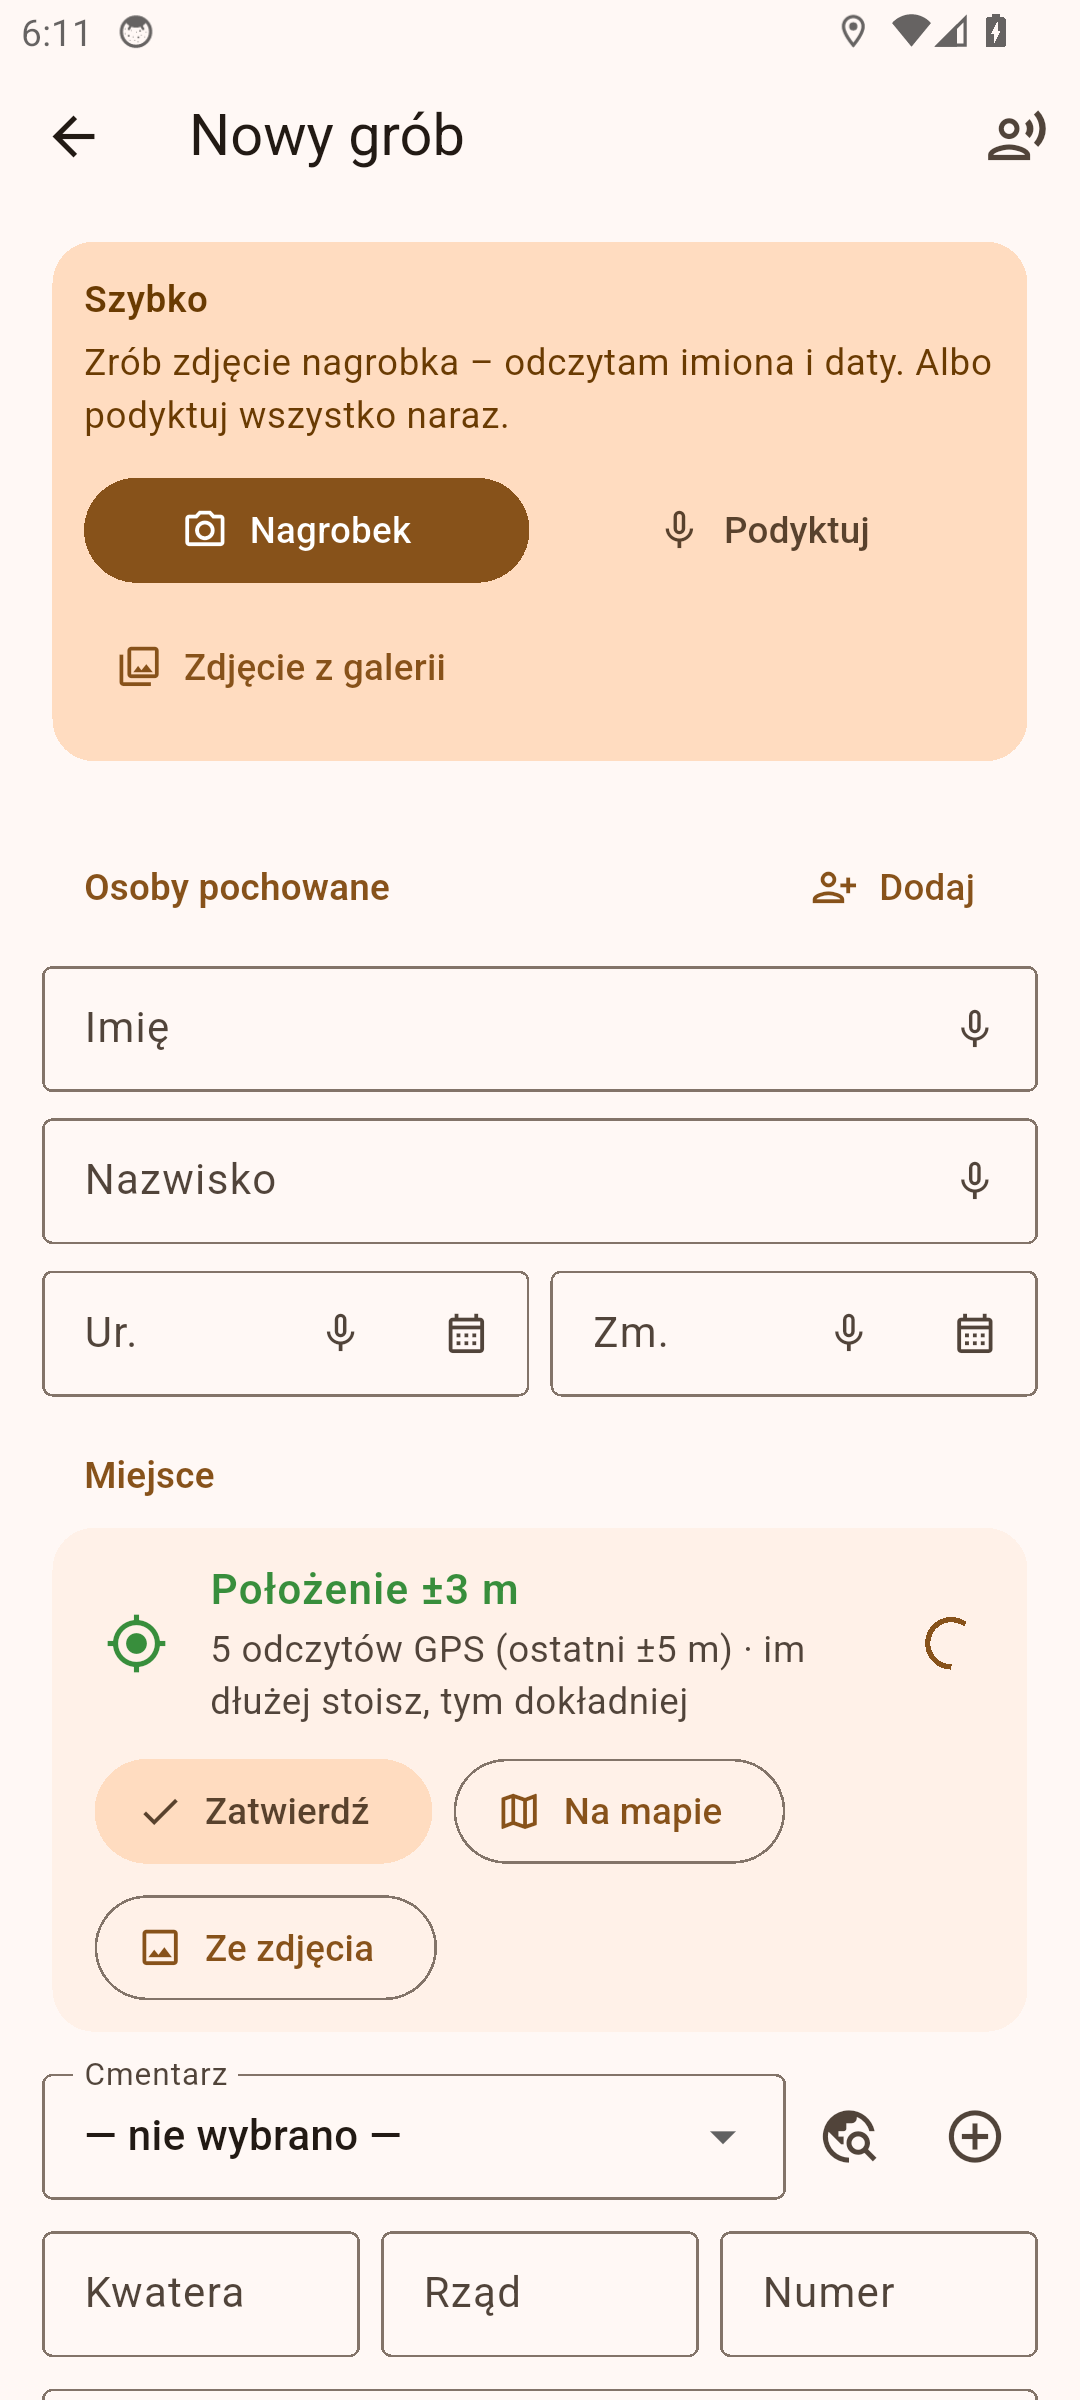 6:11
Nowy grób
Szybko
Zrób zdjęcie nagrobka – odczytam imiona i daty. Albo
podyktuj wszystko naraz.
Nagrobek
Podyktuj
Zdjęcie z galerii
Osoby pochowane
Dodaj
Imię
Nazwisko
Ur.
Zm.
Miejsce
Położenie ±3 m
5 odczytów GPS (ostatni ±5 m) · im
dłużej stoisz, tym dokładniej
Zatwierdź
Na mapie
Ze zdjęcia
Cmentarz
— nie wybrano —
Kwatera
Rząd
Numer